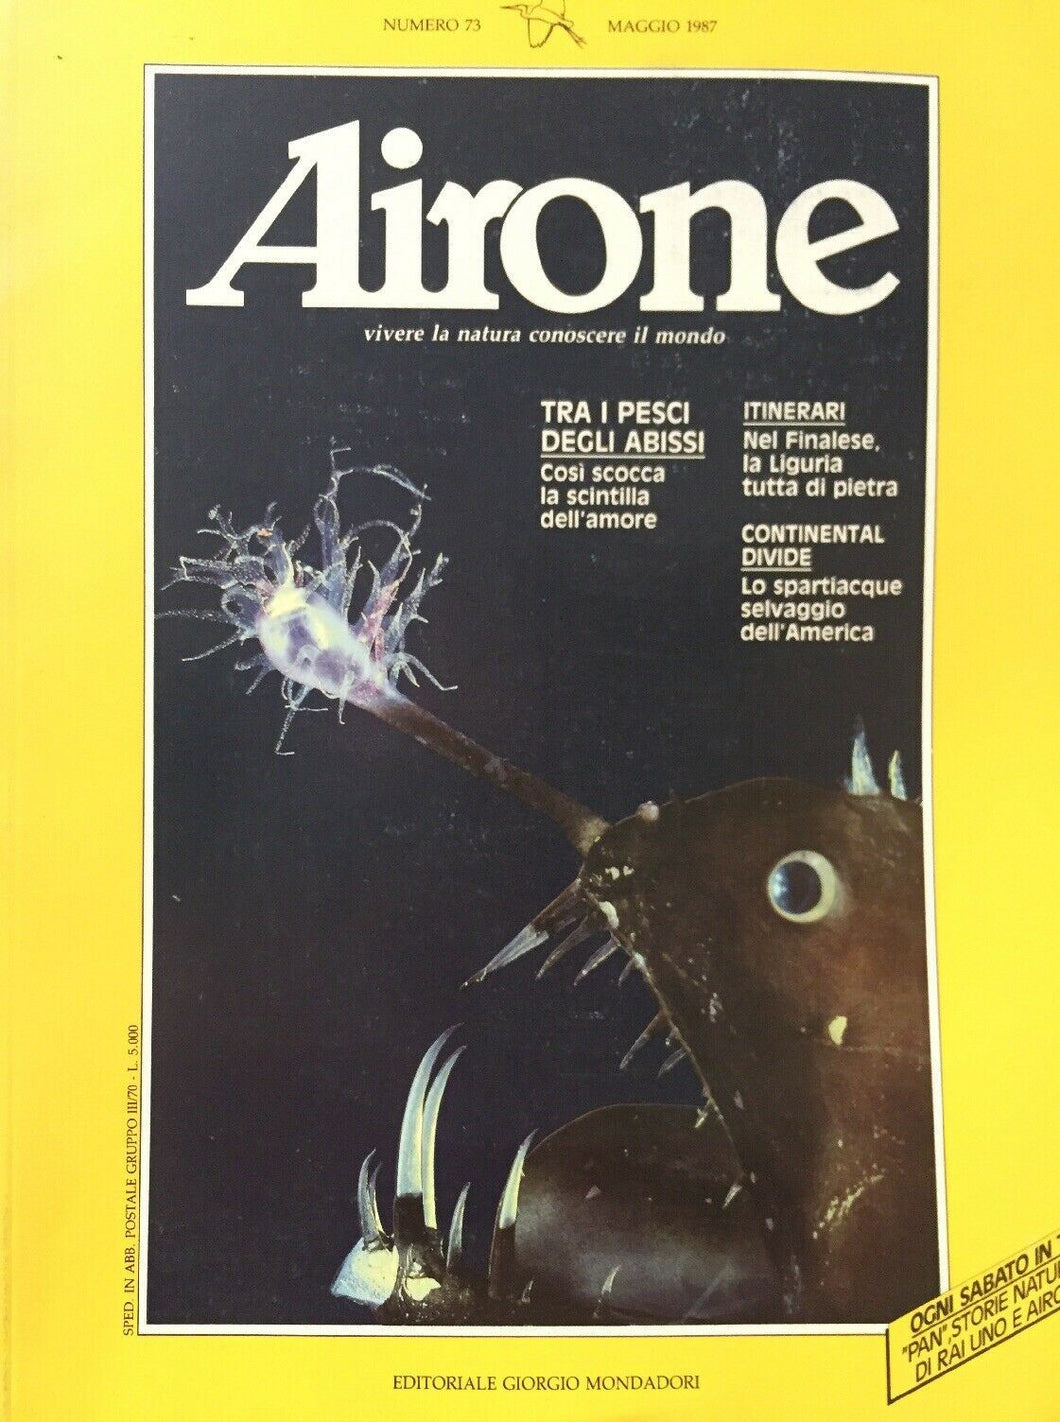 NUMERO 73 MAGGIO 1987
Airone
vivere la natura conoscere il mondo
TRA I PESCI
DEGLI ABISSI
Così scocca
la scintilla
dell'amore
ITINERARI
Nel Finalese,
la Liguria
tutta di pietra
CONTINENTAL
DIVIDE
Lo spartiacque
selvaggio
dell'America
SPED. IN ABB. POSTALE GRUPPO III/70 - L. 5.000
OGNI SABATO IN
"PAN", STORIE NATU
DI RAI UNO E AIRO
EDITORIALE GIORGIO MONDADORI